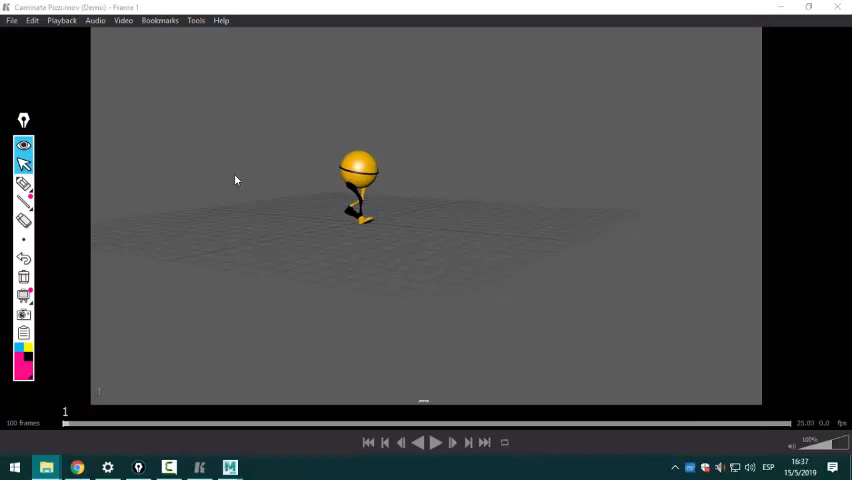 Caminata Pizzi.mov (Demo) - Frame 1
File Edit Playback Audio Video Bookmarks Tools Help
1
100 frames
25.00 0.0 fps
100%
ESP
16:37
15/5/2019